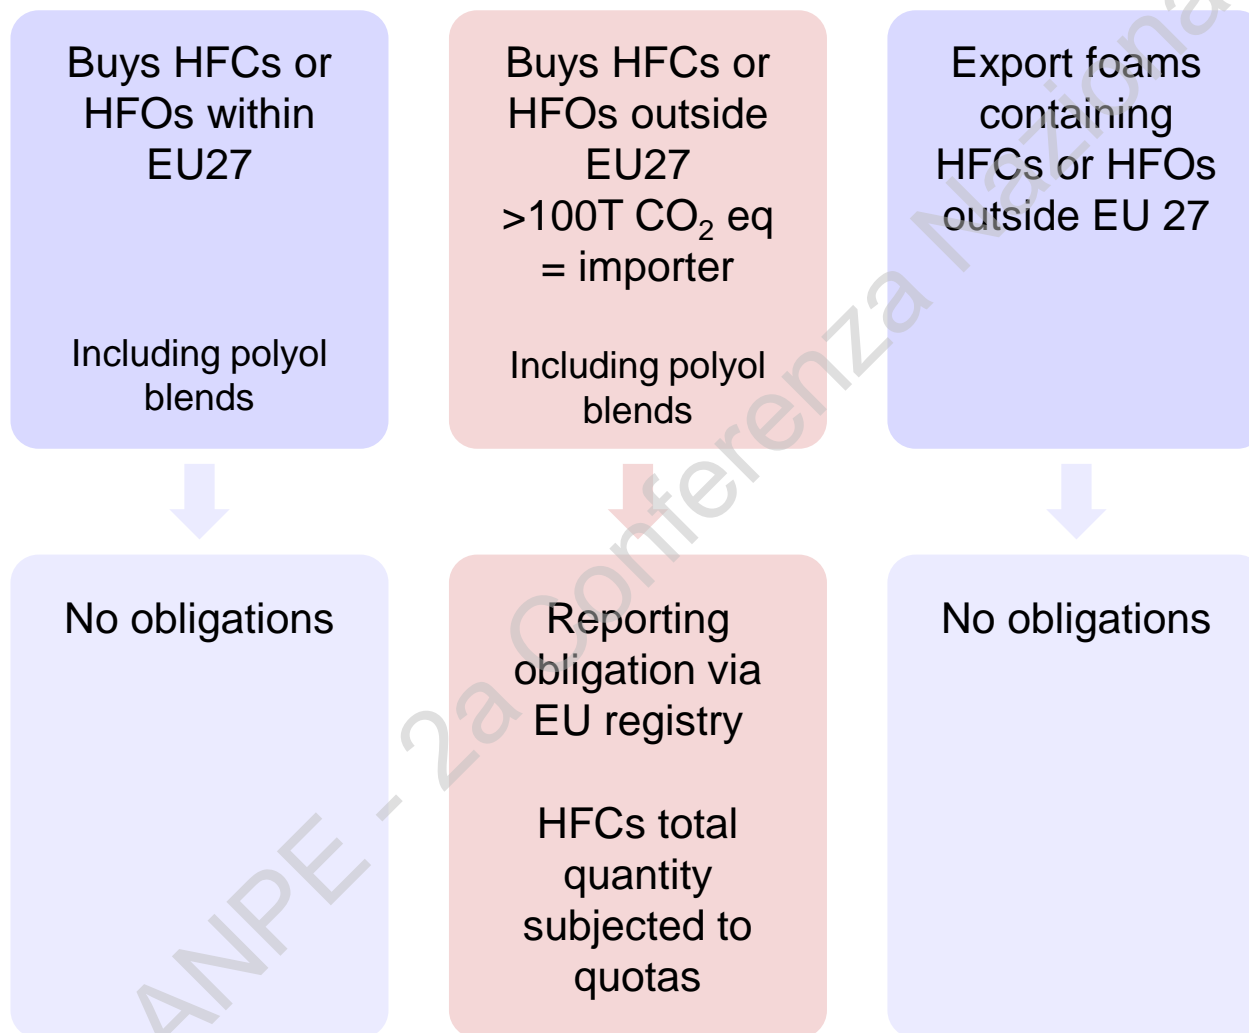 Buys HFCs or
HFOs within
EU27
Including polyol
blends
Buys HFCs or
HFOs outside
EU27
>100T CO₂ eq
= importer
Including polyol
blends
Export foams
containing
HFCs or HFOs
outside EU 27
No obligations
Reporting
obligation via
EU registry
HFCs total
quantity
subjected to
quotas
No obligations
ANPE - 2a Conferenza Naziona